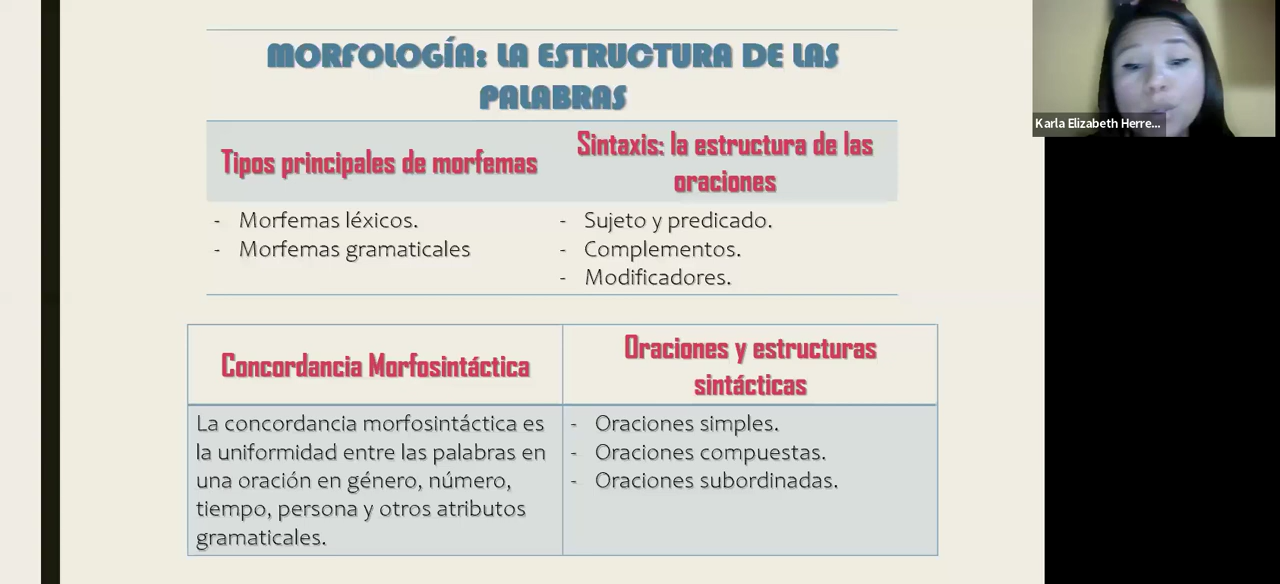 MORFOLOGÍA: LA ESTRUCTURA DE LAS
PALABRAS
Tipos principales de morfemas
Sintaxis: la estructura de las
oraciones
- Morfemas léxicos.
- Morfemas gramaticales
- Sujeto y predicado.
- Complementos.
- Modificadores.
Concordancia Morfosintáctica
Oraciones y estructuras
sintácticas
La concordancia morfosintáctica es
la uniformidad entre las palabras en
una oración en género, número,
tiempo, persona y otros atributos
gramaticales.
- Oraciones simples.
- Oraciones compuestas.
- Oraciones subordinadas.
Karla Elizabeth Herre...